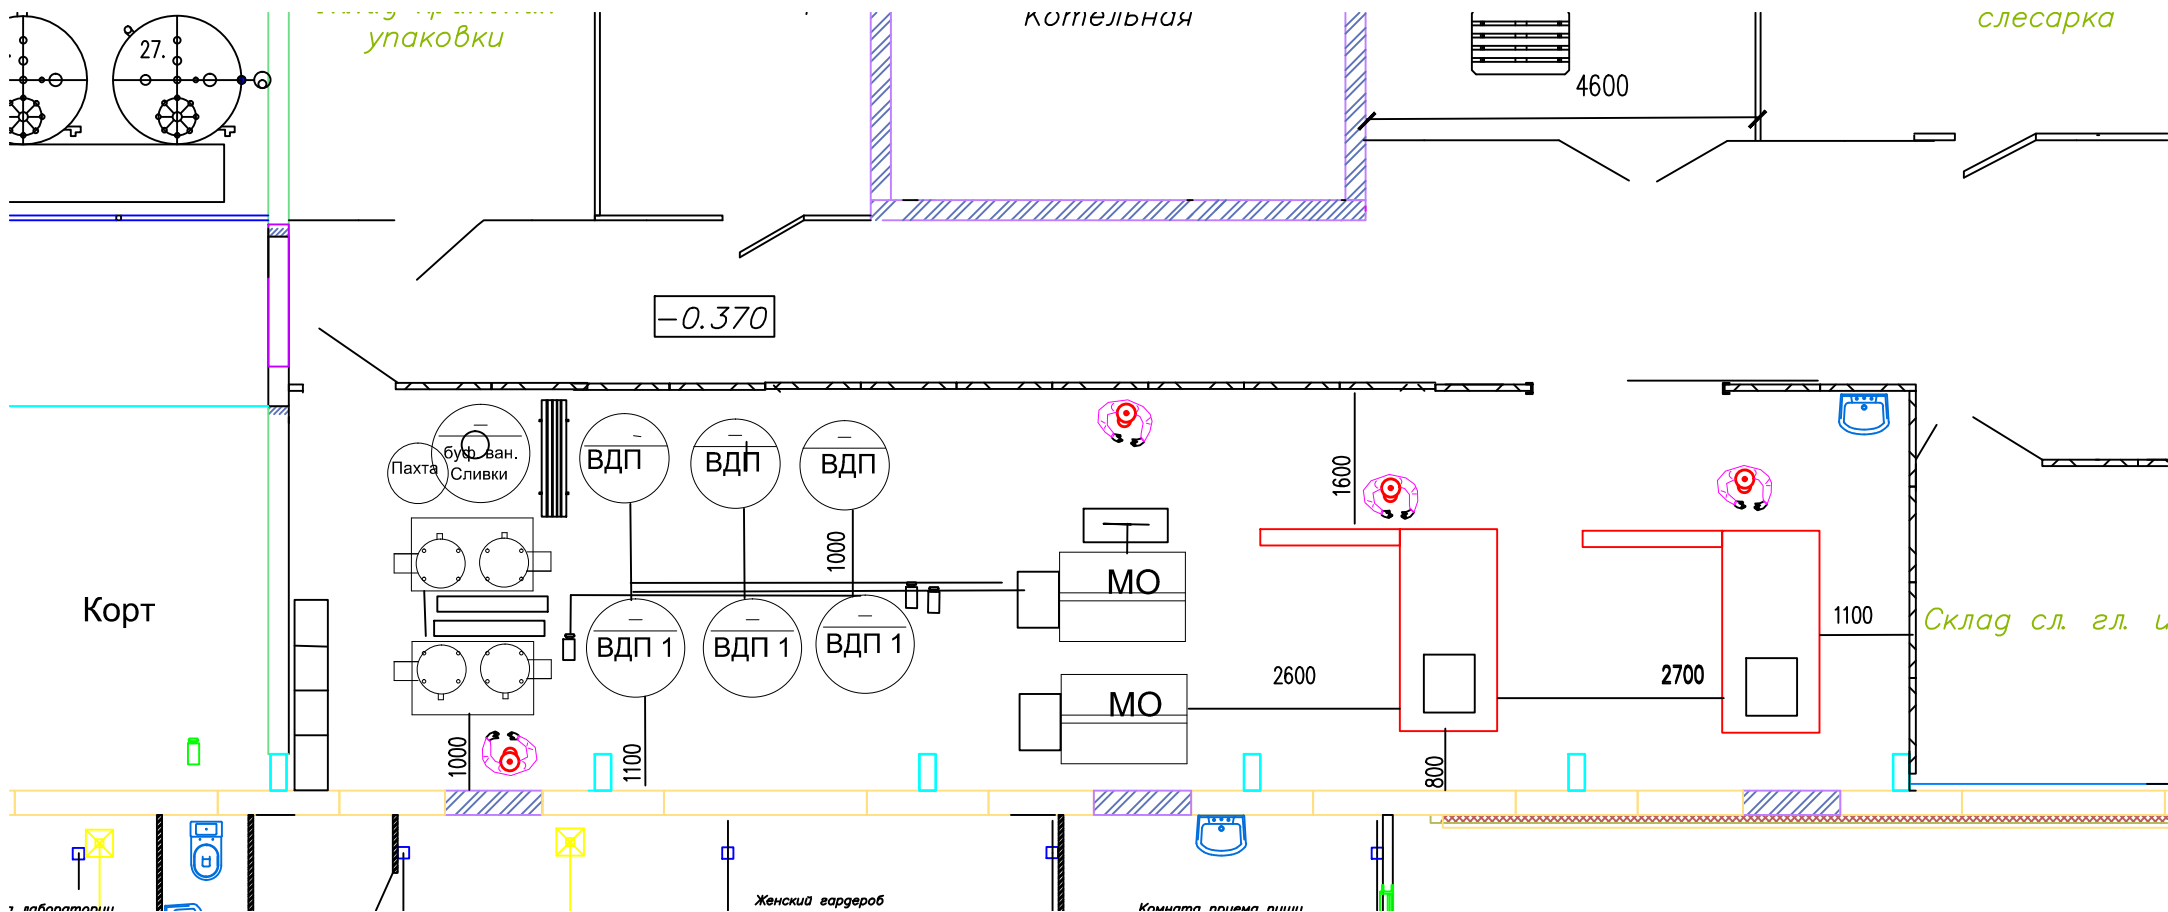 упаковки
Котельная
слесарка
27.
4600
-0.370
Пахта
буф. ван.
Сливки
ВДП
ВДП
ВДП
1600
1000
МО
Корт
ВДП 1
ВДП 1
ВДП 1
1100
Склад сл. гл.
2600
2700
МО
1000
1100
800
лаборатории
Женский гардероб
Комната приема пищи